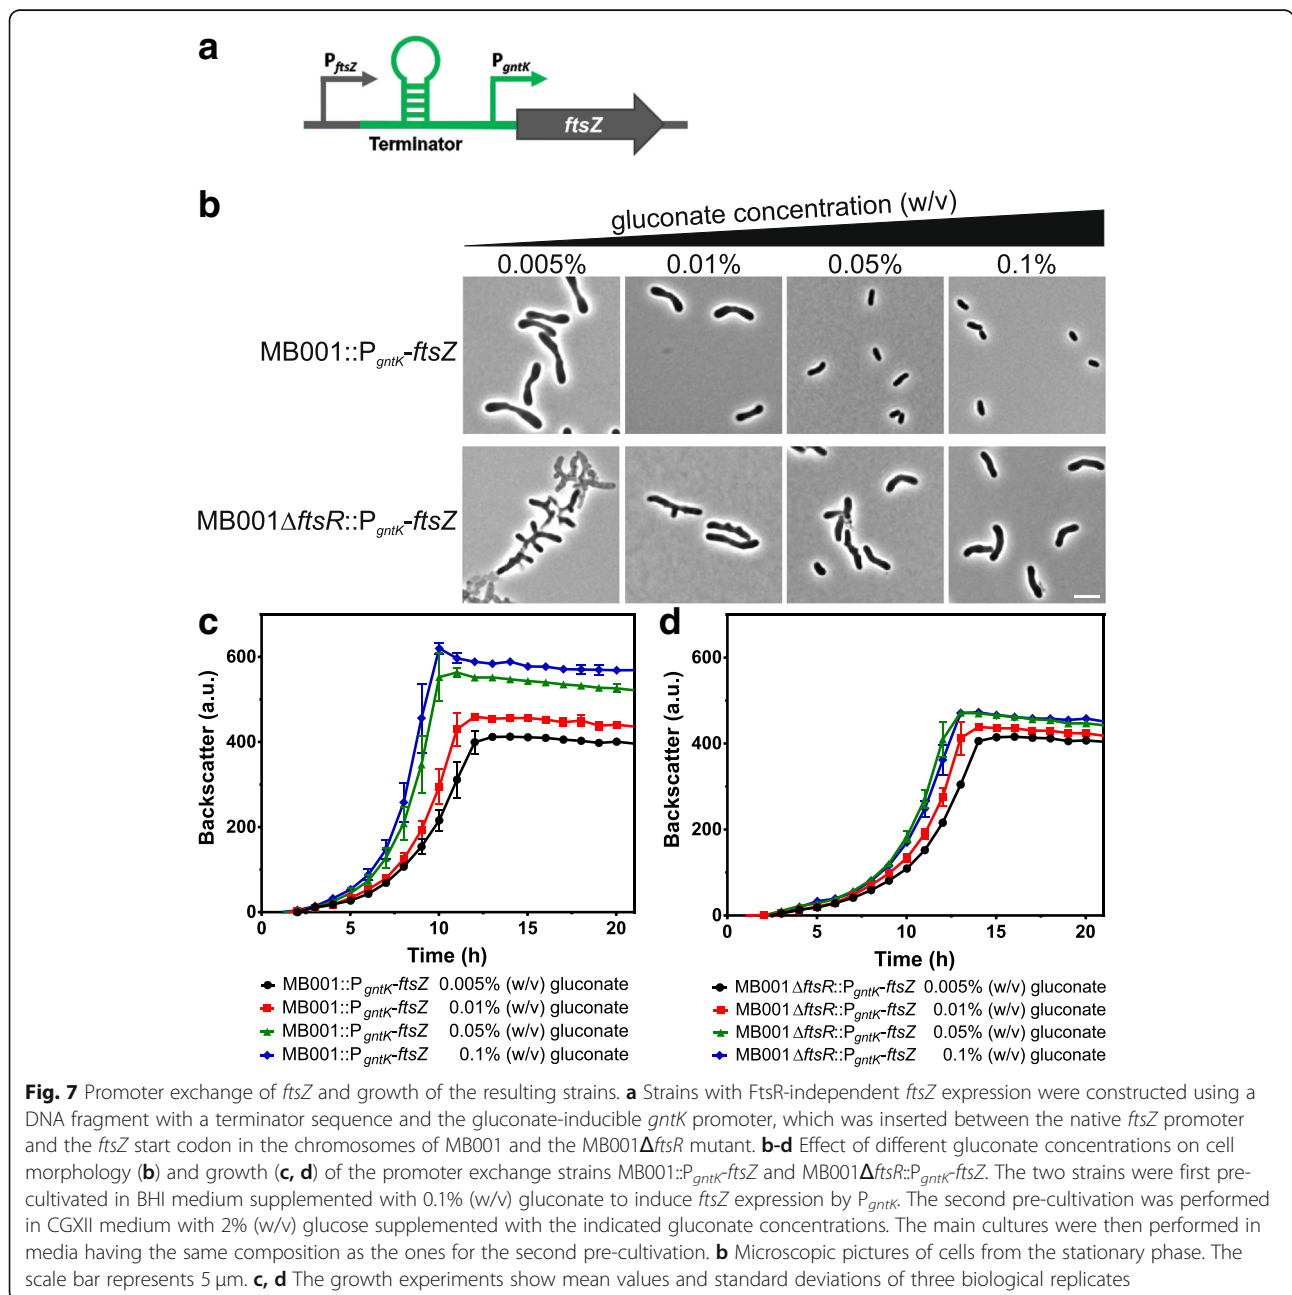 a
PftsZ
PgntK
Terminator
ftsZ
b
gluconate concentration (w/v)
0.005% 0.01% 0.05% 0.1%
MB001::PgntK-ftsZ
MB001ΔftsR::PgntK-ftsZ
c
Backscatter (a.u.)
600
400
200
0
0 5 10 15 20
Time (h)
MB001::PgntK-ftsZ 0.005% (w/v) gluconate
MB001::PgntK-ftsZ 0.01% (w/v) gluconate
MB001::PgntK-ftsZ 0.05% (w/v) gluconate
MB001::PgntK-ftsZ 0.1% (w/v) gluconate
d
Backscatter (a.u.)
600
400
200
0
0 5 10 15 20
Time (h)
MB001ΔftsR::PgntK-ftsZ 0.005% (w/v) gluconate
MB001ΔftsR::PgntK-ftsZ 0.01% (w/v) gluconate
MB001ΔftsR::PgntK-ftsZ 0.05% (w/v) gluconate
MB001ΔftsR::PgntK-ftsZ 0.1% (w/v) gluconate
Fig. 7 Promoter exchange of ftsZ and growth of the resulting strains. a Strains with FtsR-independent ftsZ expression were constructed using a
DNA fragment with a terminator sequence and the gluconate-inducible gntK promoter, which was inserted between the native ftsZ promoter
and the ftsZ start codon in the chromosomes of MB001 and the MB001ΔftsR mutant. b-d Effect of different gluconate concentrations on cell
morphology (b) and growth (c, d) of the promoter exchange strains MB001::PgntK-ftsZ and MB001ΔftsR::PgntK-ftsZ. The two strains were first pre-
cultivated in BHI medium supplemented with 0.1% (w/v) gluconate to induce ftsZ expression by PgntK. The second pre-cultivation was performed
in CGXII medium with 2% (w/v) glucose supplemented with the indicated gluconate concentrations. The main cultures were then performed in
media having the same composition as the ones for the second pre-cultivation. b Microscopic pictures of cells from the stationary phase. The
scale bar represents 5 μm. c, d The growth experiments show mean values and standard deviations of three biological replicates